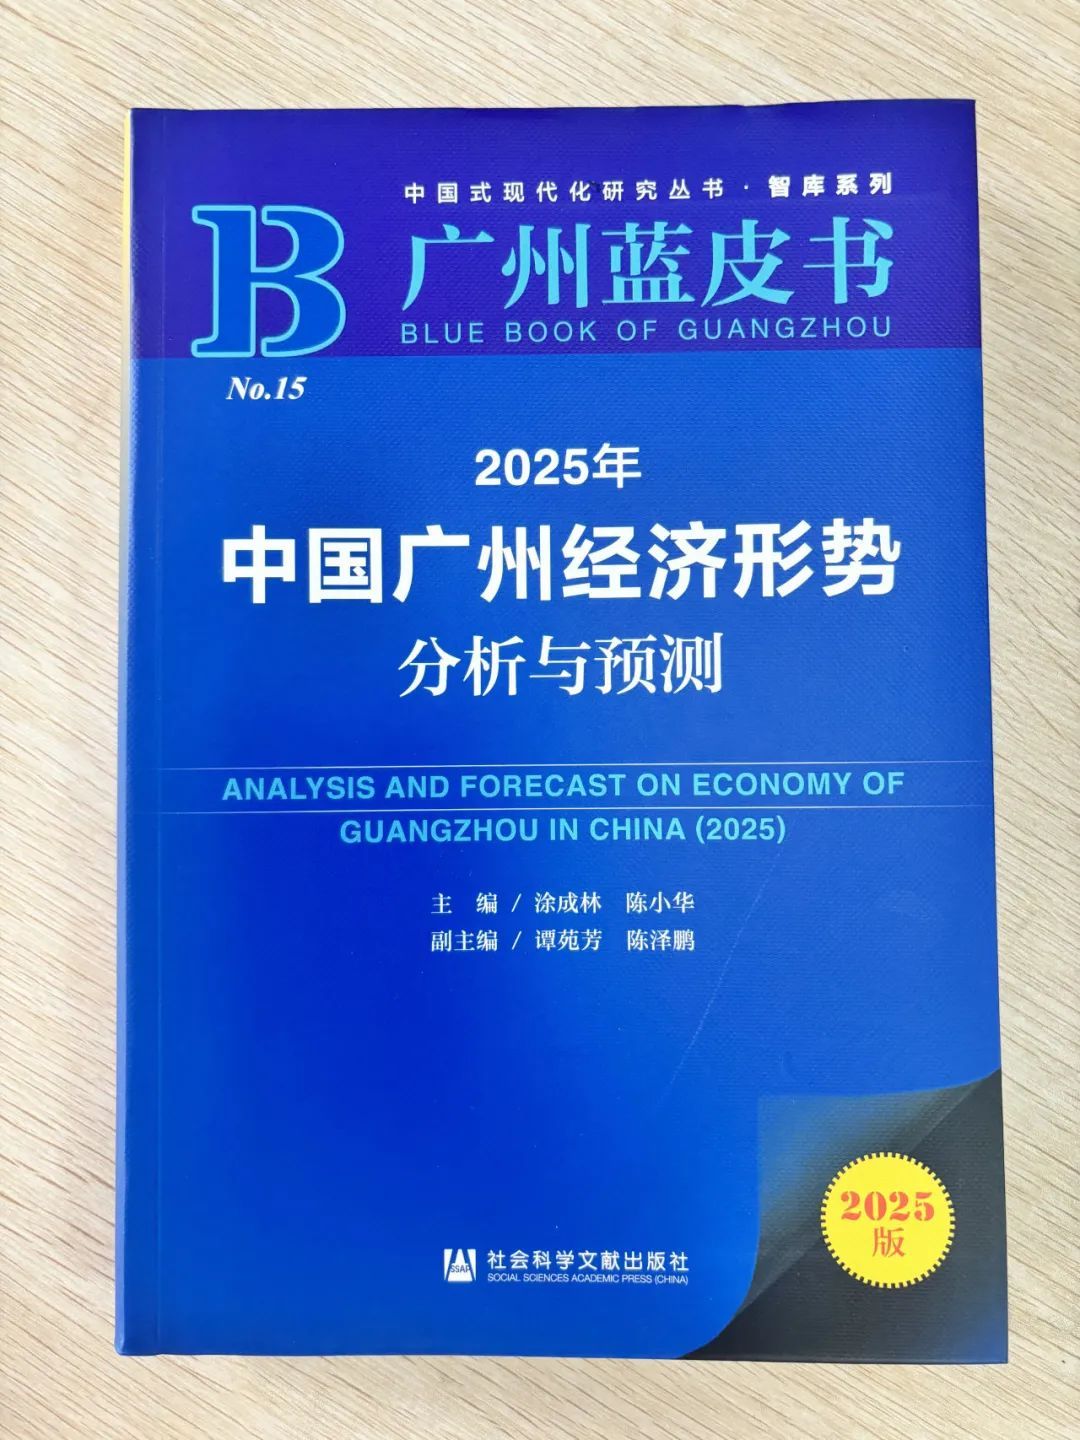 中国式现代化研究丛书·智库系列
B
广州蓝皮书
BLUE BOOK OF GUANGZHOU
No.15
2025年
中国广州经济形势
分析与预测
ANALYSIS AND FORECAST ON ECONOMY OF
GUANGZHOU IN CHINA (2025)
主 编 / 涂成林 陈小华
副主编 / 谭苑芳 陈泽鹏
2025
版
SSAP
社会科学文献出版社
SOCIAL SCIENCES ACADEMIC PRESS (CHINA)